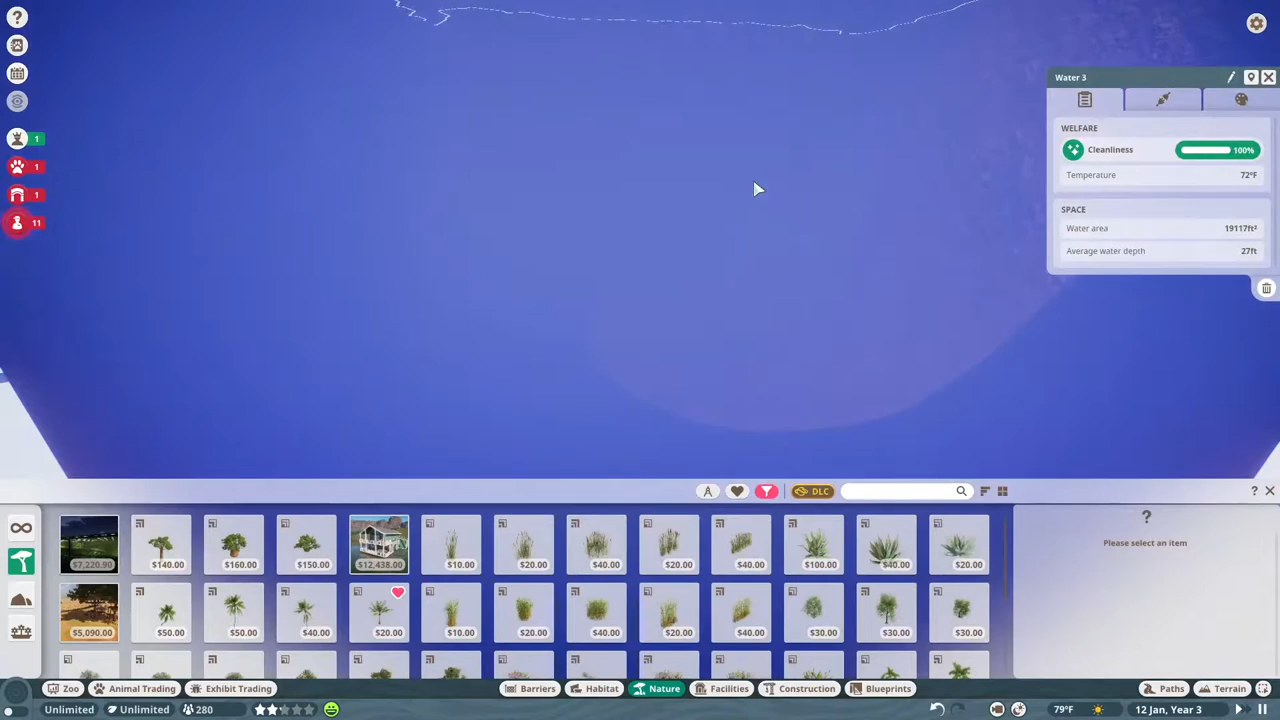 ?
Water 3
1
1
1
11
WELFARE
Cleanliness 100%
Temperature 72°F
SPACE
Water area 19117ft²
Average water depth 27ft
DLC
?
$7,220.90 $140.00 $160.00 $150.00 $12,438.00 $10.00 $20.00 $40.00 $20.00 $40.00 $100.00 $40.00 $20.00
?
Please select an item
$5,090.00 $50.00 $50.00 $40.00 $20.00 $10.00 $20.00 $40.00 $20.00 $40.00 $30.00 $30.00 $30.00
Zoo Animal Trading Exhibit Trading Barriers Habitat Nature Facilities Construction Blueprints Paths Terrain
Unlimited Unlimited 280 79°F 12 Jan, Year 3